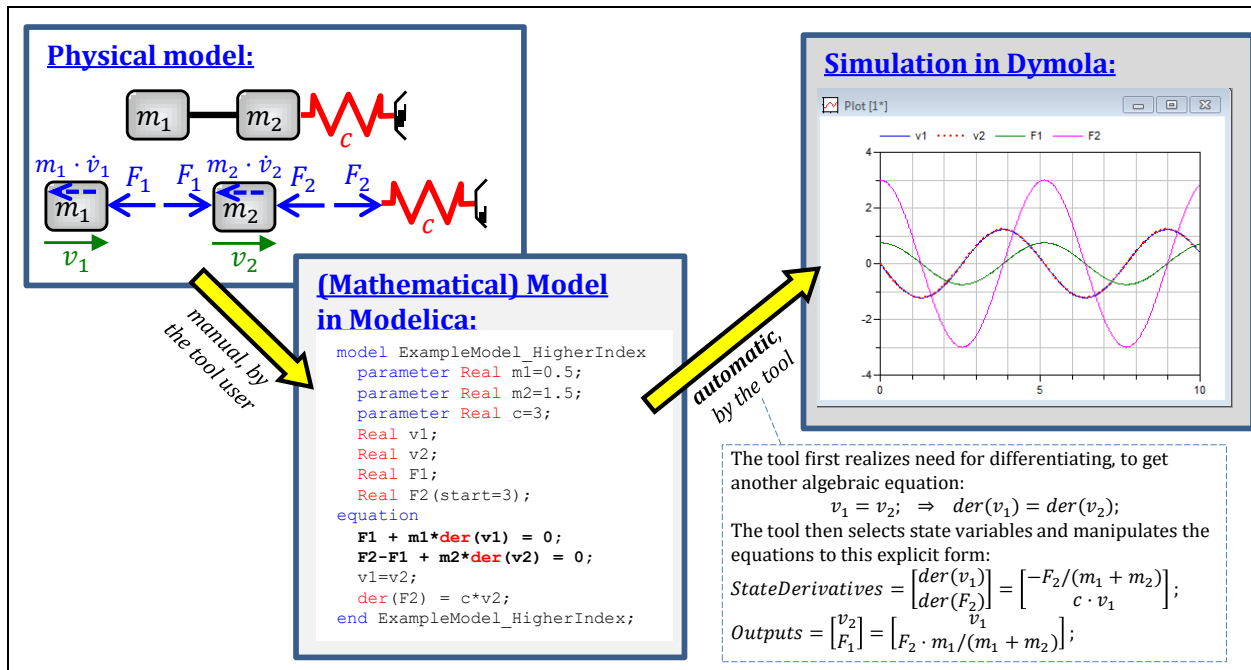 Physical model:
m₁ m₂ c
m₁ · v̇₁ F₁ F₁ m₂ · v̇₂ F₂ F₂
m₁ m₂ c
v₁ v₂
manual, by
the tool user
(Mathematical) Model
in Modelica:
model ExampleModel_HigherIndex
parameter Real m1=0.5;
parameter Real m2=1.5;
parameter Real c=3;
Real v1;
Real v2;
Real F1;
Real F2(start=3);
equation
F1 + m1*der(v1) = 0;
F2-F1 + m2*der(v2) = 0;
v1=v2;
der(F2) = c*v2;
end ExampleModel_HigherIndex;
automatic,
by the tool
Simulation in Dymola:
Plot [1*]
v1 v2 F1 F2
4
2
0
-2
-4
0 5 10
The tool first realizes need for differentiating, to get
another algebraic equation:
v₁ = v₂; ⇒ der(v₁) = der(v₂);
The tool then selects state variables and manipulates the
equations to this explicit form:
StateDerivatives = [der(v₁) der(F₂)] = [−F₂/(m₁ + m₂) c · v₁];
Outputs = [v₂ F₁] = [v₁ F₂ · m₁/(m₁ + m₂)];